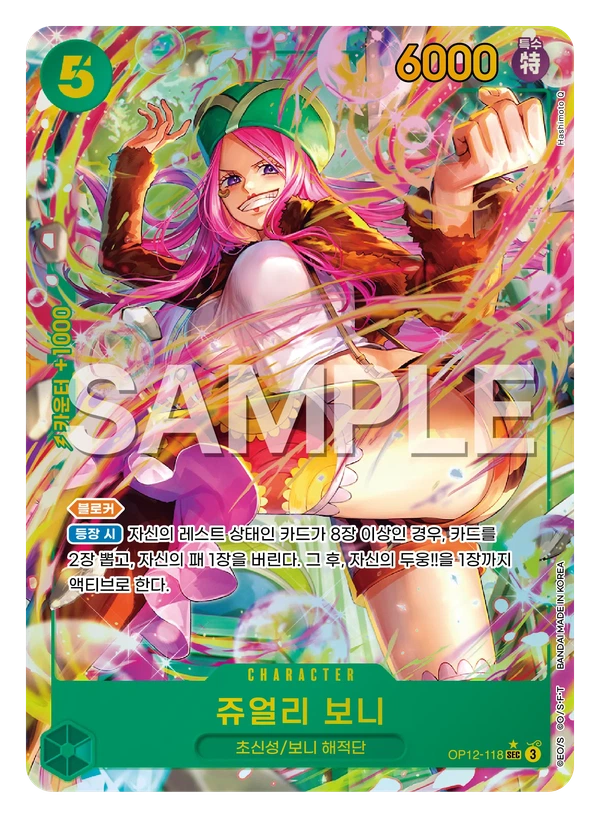 5
6000
특수
特
Hashimoto Q
카운터 +1000
SAMPLE
블로커
등장 시 자신의 레스트 상태인 카드가 8장 이상인 경우, 카드를
2장 뽑고, 자신의 패 1장을 버린다. 그 후, 자신의 두웅!!을 1장까지
액티브로 한다.
CHARACTER
쥬얼리 보니
초신성/보니 해적단
OP12-118 SEC 3
©EO/S ©O/S·F·T BANDAI MADE IN KOREA